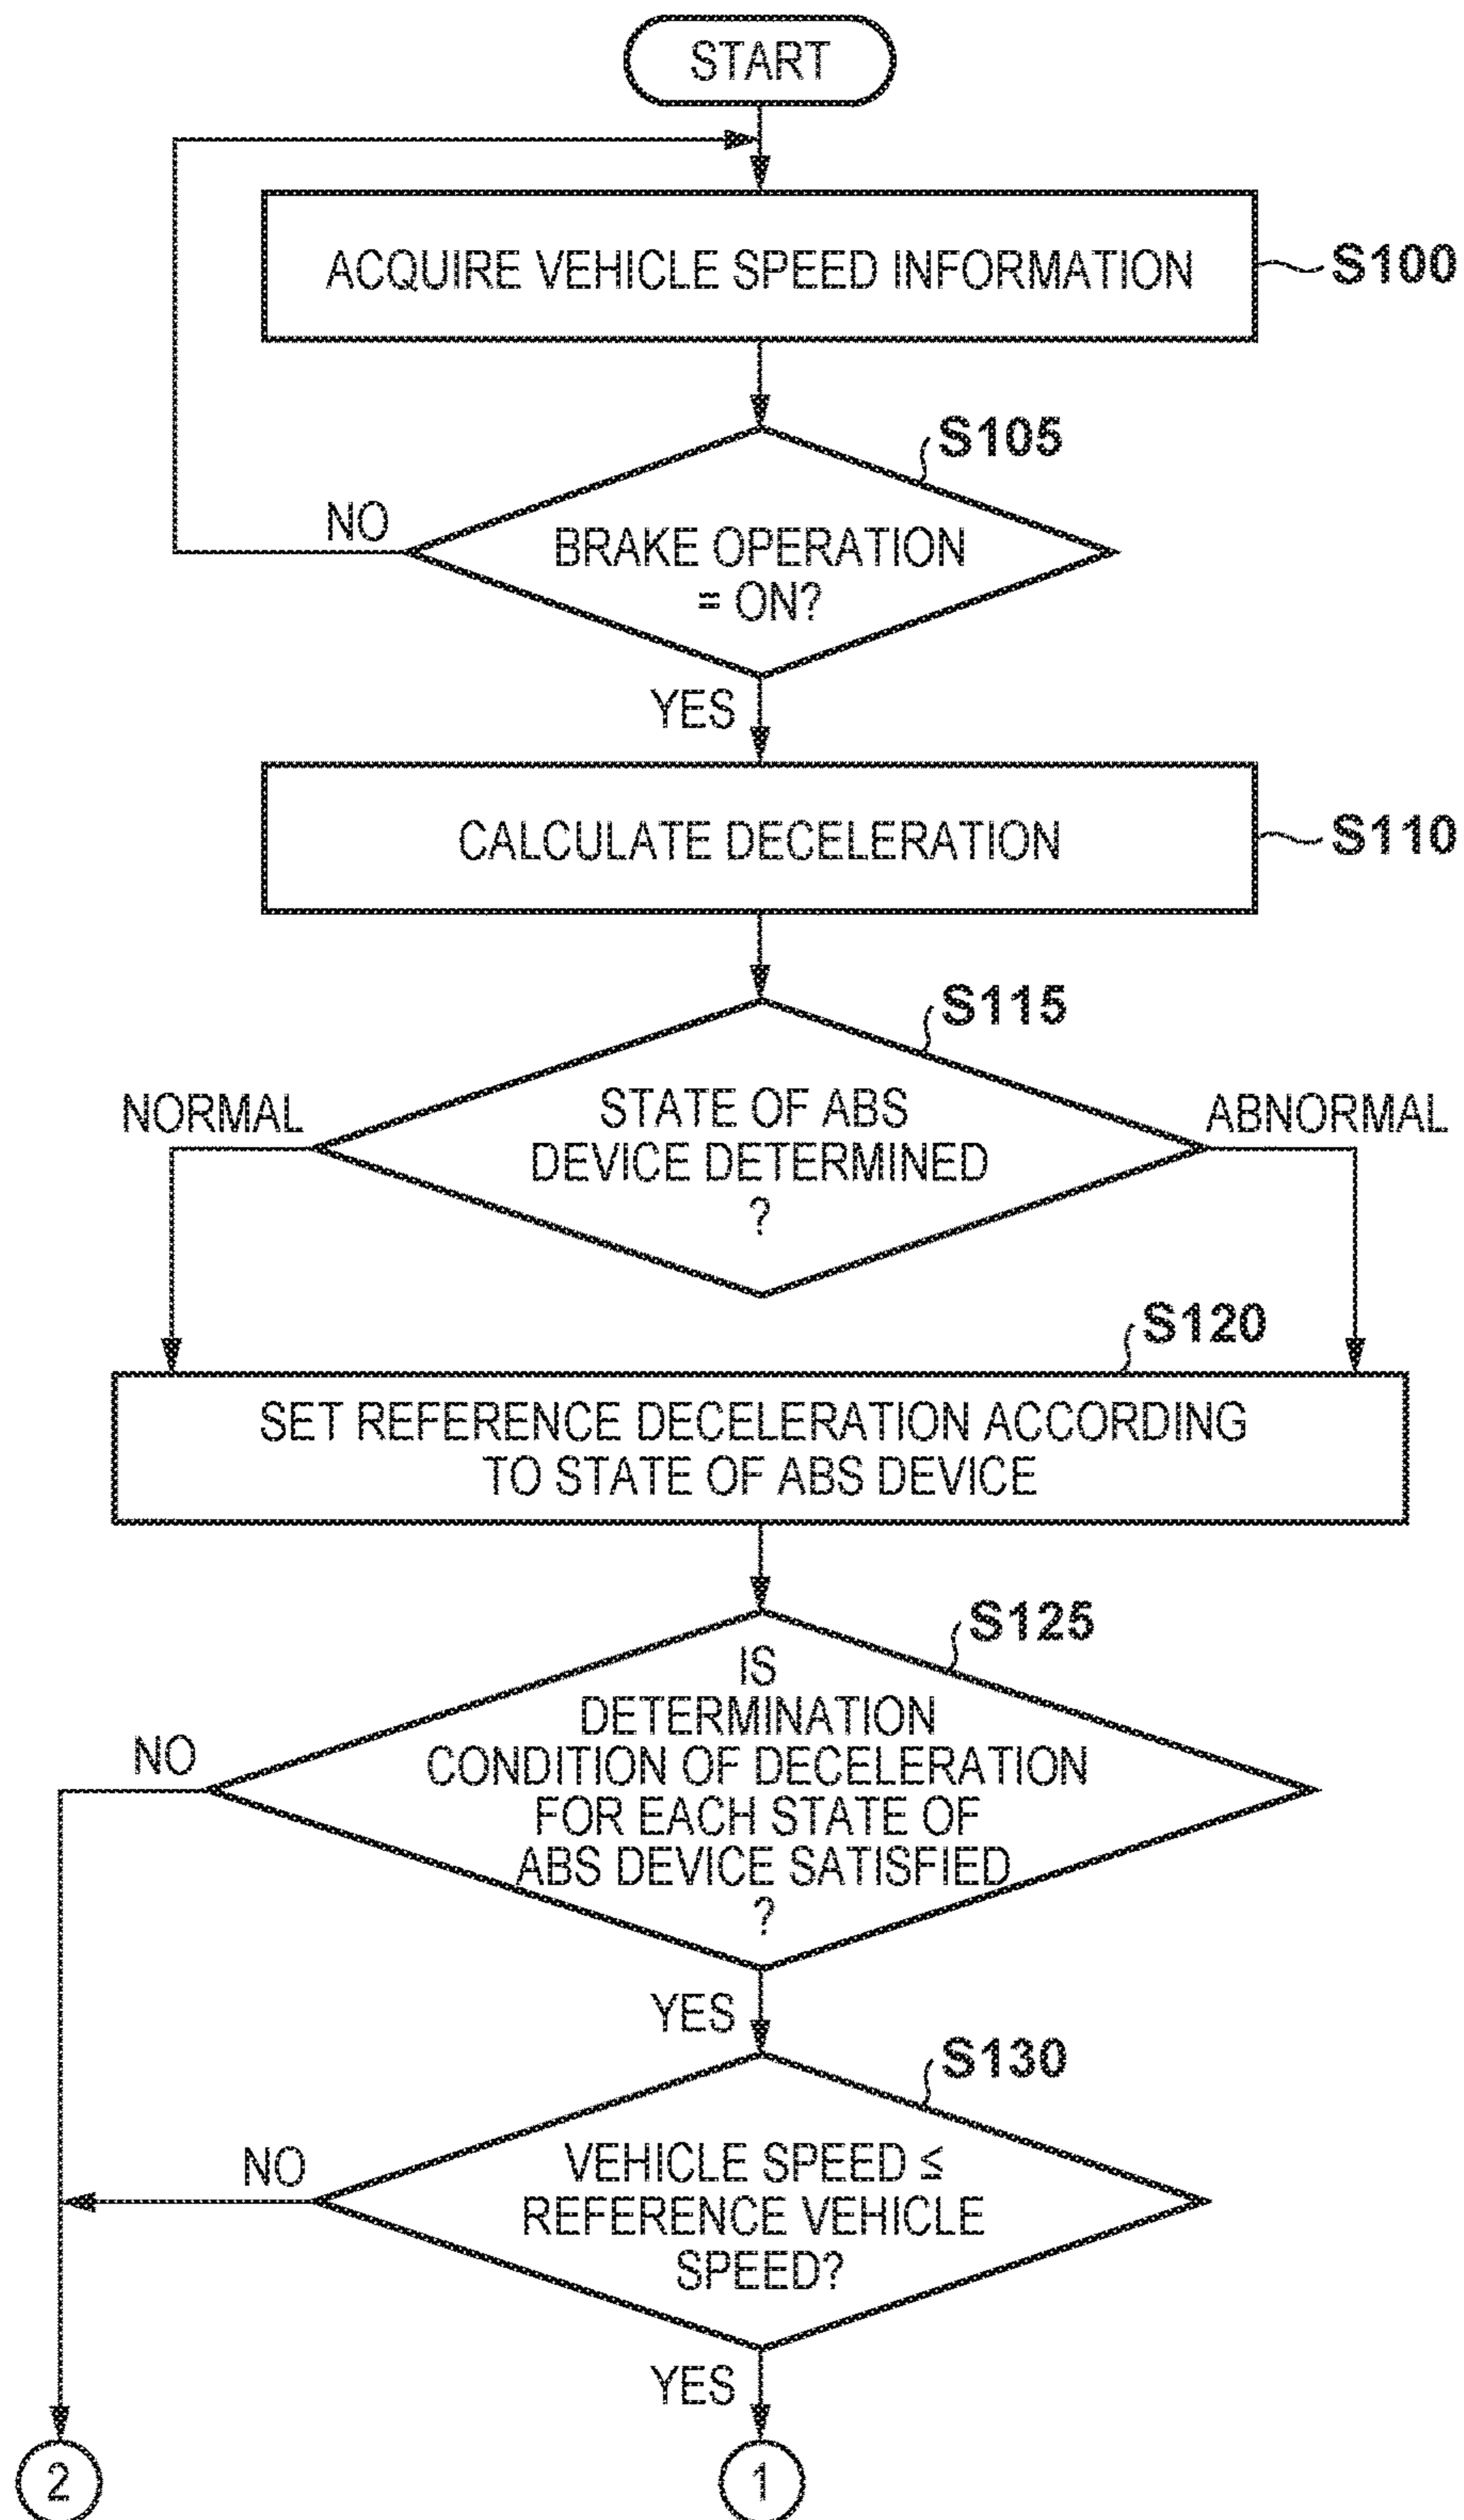 START
ACQUIRE VEHICLE SPEED INFORMATION
S100
S105
NO
BRAKE OPERATION
= ON?
YES
CALCULATE DECELERATION
S110
S115
NORMAL
STATE OF ABS
DEVICE DETERMINED
?
ABNORMAL
S120
SET REFERENCE DECELERATION ACCORDING
TO STATE OF ABS DEVICE
S125
IS
DETERMINATION
CONDITION OF DECELERATION
FOR EACH STATE OF
ABS DEVICE SATISFIED
?
NO
YES
S130
NO
VEHICLE SPEED ≤
REFERENCE VEHICLE
SPEED?
YES
2
1